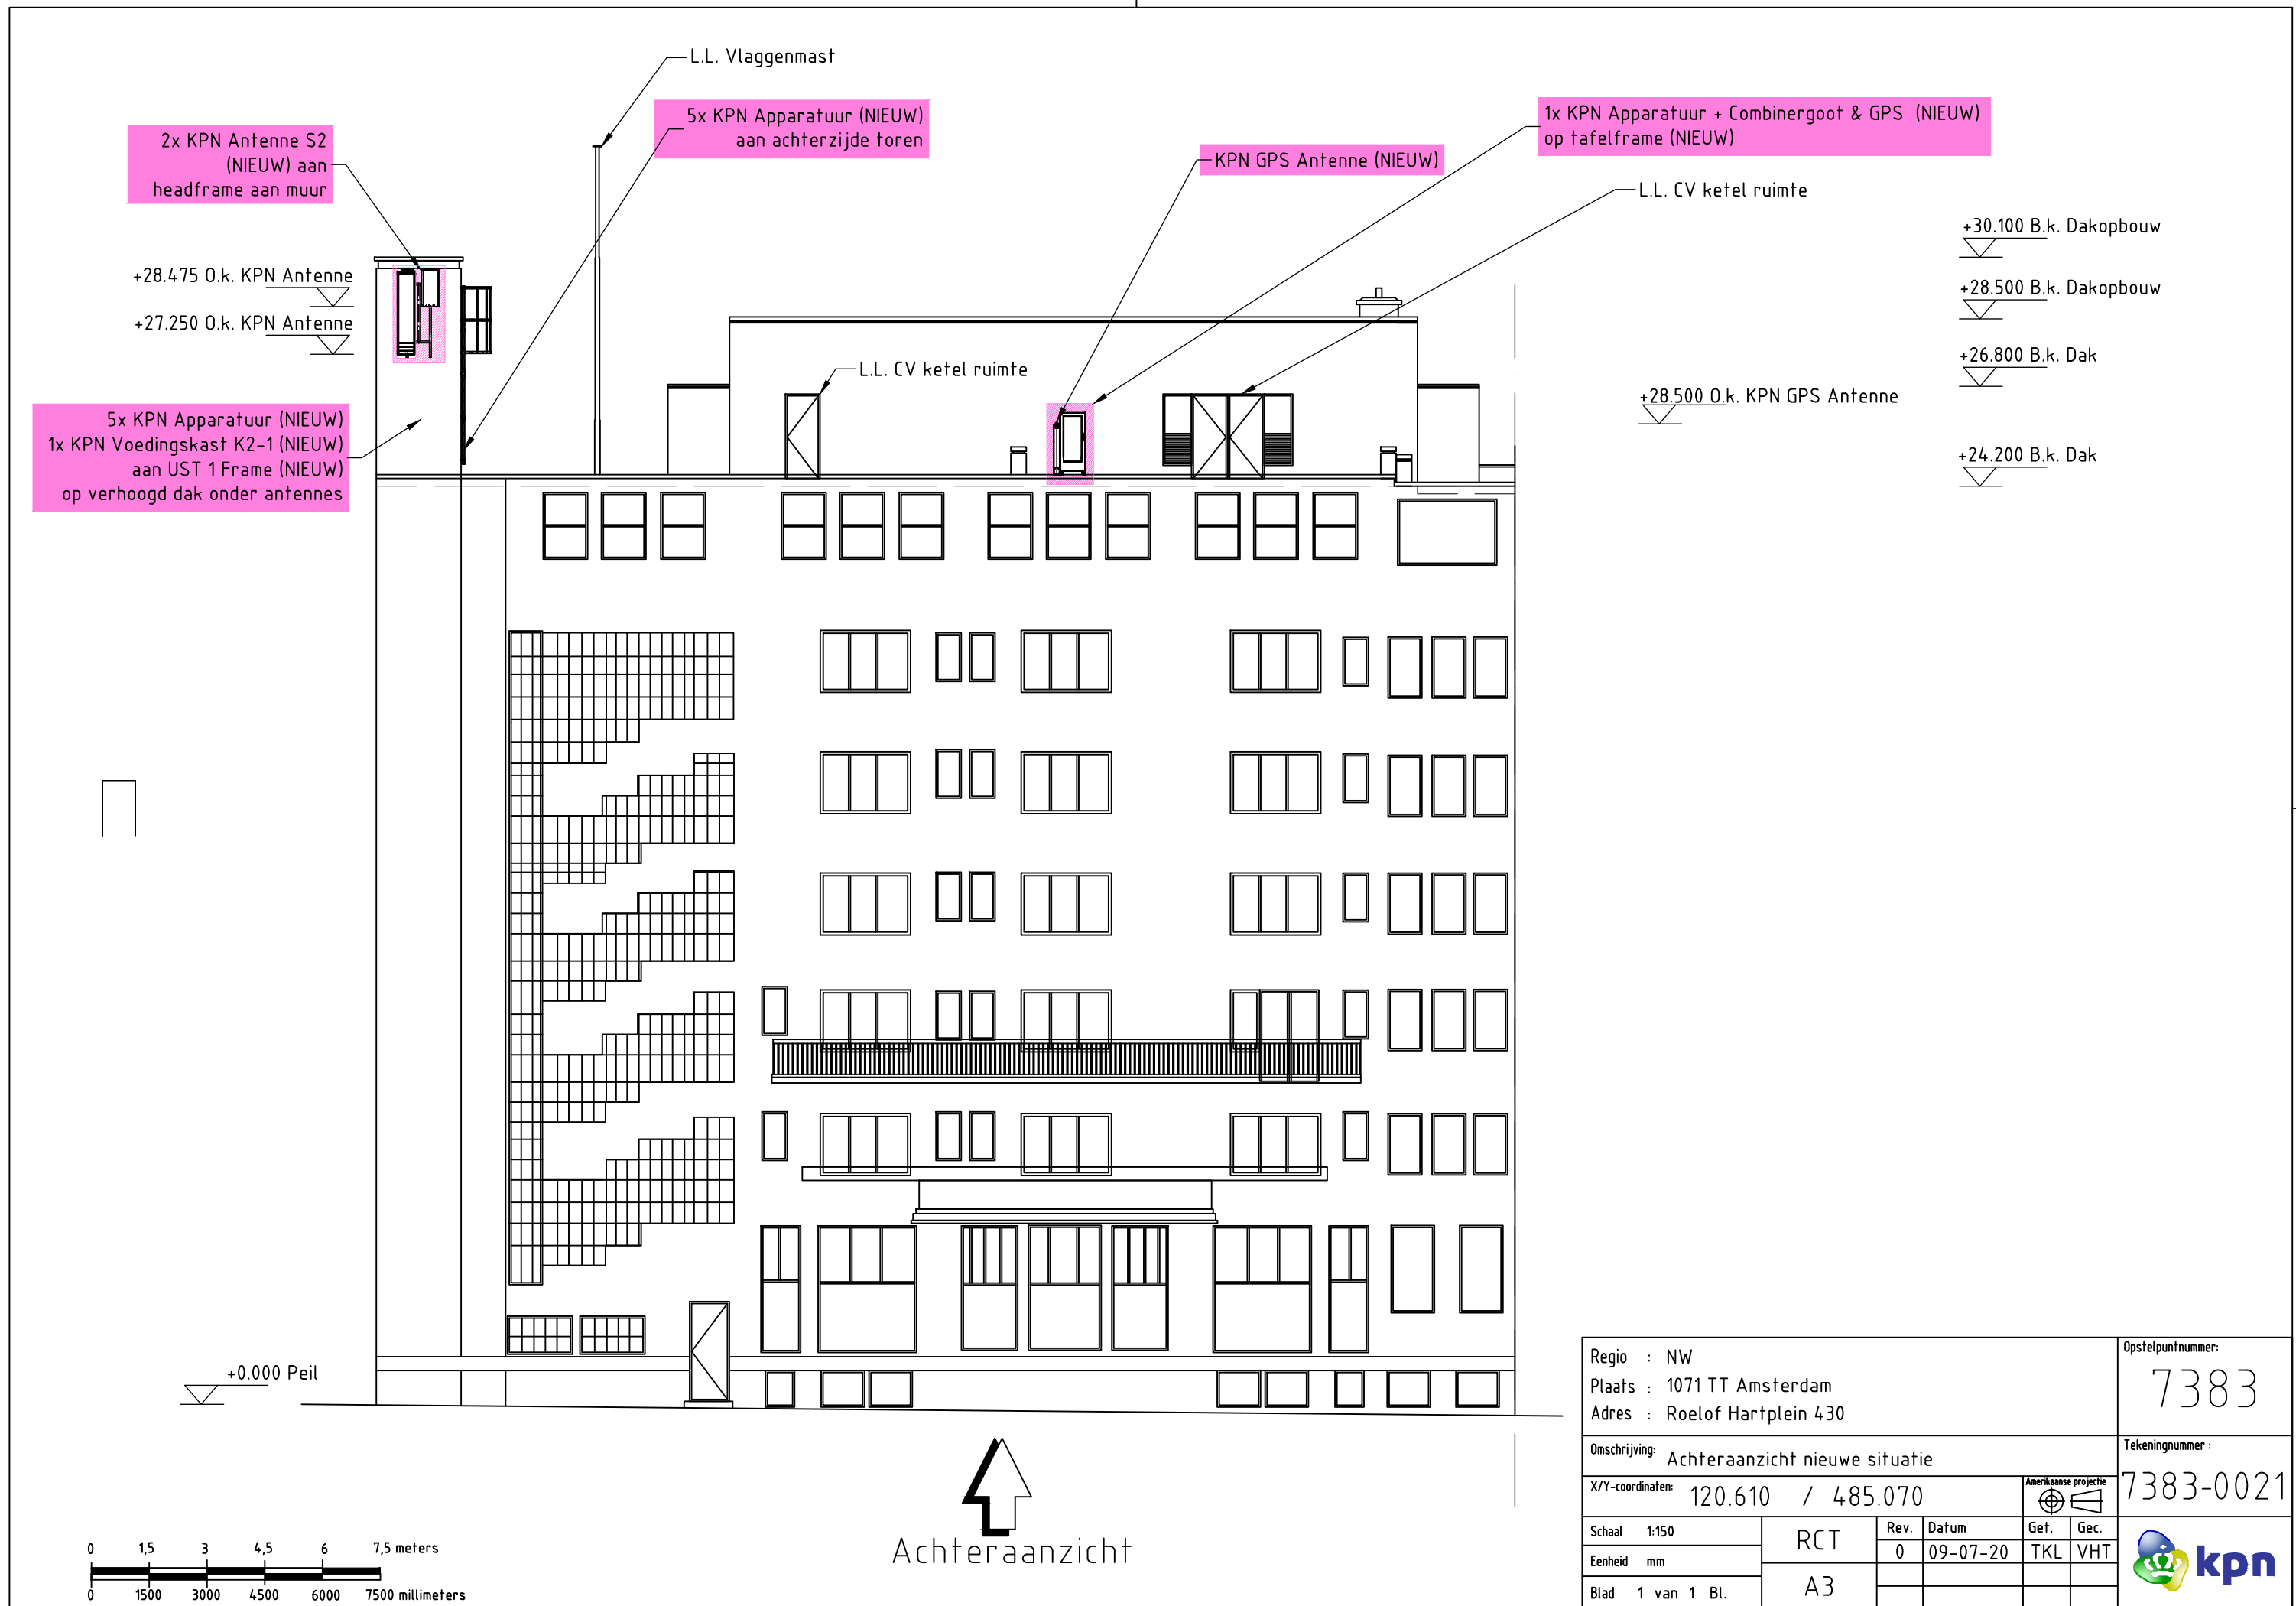 L.L. Vlaggenmast
5x KPN Apparatuur (NIEUW)
aan achterzijde toren
2x KPN Antenne S2
(NIEUW) aan
headframe aan muur
1x KPN Apparatuur + Combinergoot & GPS (NIEUW)
op tafelframe (NIEUW)
KPN GPS Antenne (NIEUW)
L.L. CV ketel ruimte
+30.100 B.k. Dakopbouw
+28.475 O.k. KPN Antenne
+28.500 B.k. Dakopbouw
+27.250 O.k. KPN Antenne
+26.800 B.k. Dak
L.L. CV ketel ruimte
+28.500 O.k. KPN GPS Antenne
5x KPN Apparatuur (NIEUW)
1x KPN Voedingskast K2-1 (NIEUW)
aan UST 1 Frame (NIEUW)
op verhoogd dak onder antennes
+24.200 B.k. Dak
+0.000 Peil
Achteraanzicht
0 1,5 3 4,5 6 7,5 meters
0 1500 3000 4500 6000 7500 millimeters
Regio : NW
Plaats : 1071 TT Amsterdam
Adres : Roelof Hartplein 430
Opstelpuntnummer:
7383
Omschrijving: Achteraanzicht nieuwe situatie
Tekeningnummer :
7383-0021
X/Y-coordinaten: 120.610 / 485.070
Amerikaanse projectie
Schaal 1:150
Eenheid mm
Blad 1 van 1 Bl.
RCT
A3
Rev. Datum Get. Gec.
0 09-07-20 TKL VHT
kpn